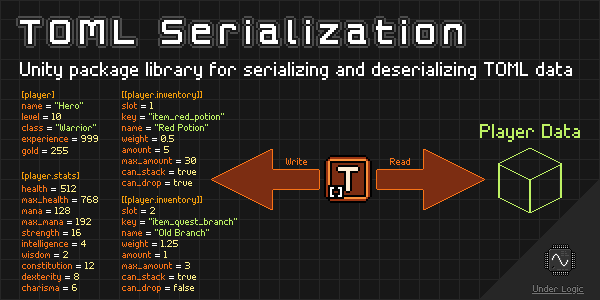 TOML Serialization
Unity package library for serializing and deserializing TOML data
[player]
name = "Hero"
level = 10
class = "Warrior"
experience = 999
gold = 255
[player.stats]
health = 512
max_health = 768
mana = 128
max_mana = 192
strength = 16
intelligence = 4
wisdom = 2
constitution = 12
dexterity = 8
charisma = 6
[[player.inventory]]
slot = 1
key = "item_red_potion"
name = "Red Potion"
weight = 0.5
amount = 5
max_amount = 30
can_stack = true
can_drop = true
[[player.inventory]]
slot = 2
key = "item_quest_branch"
name = "Old Branch"
weight = 1.25
amount = 1
max_amount = 3
can_stack = true
can_drop = false
Write
T
[]
Read
Player Data
Under Logic